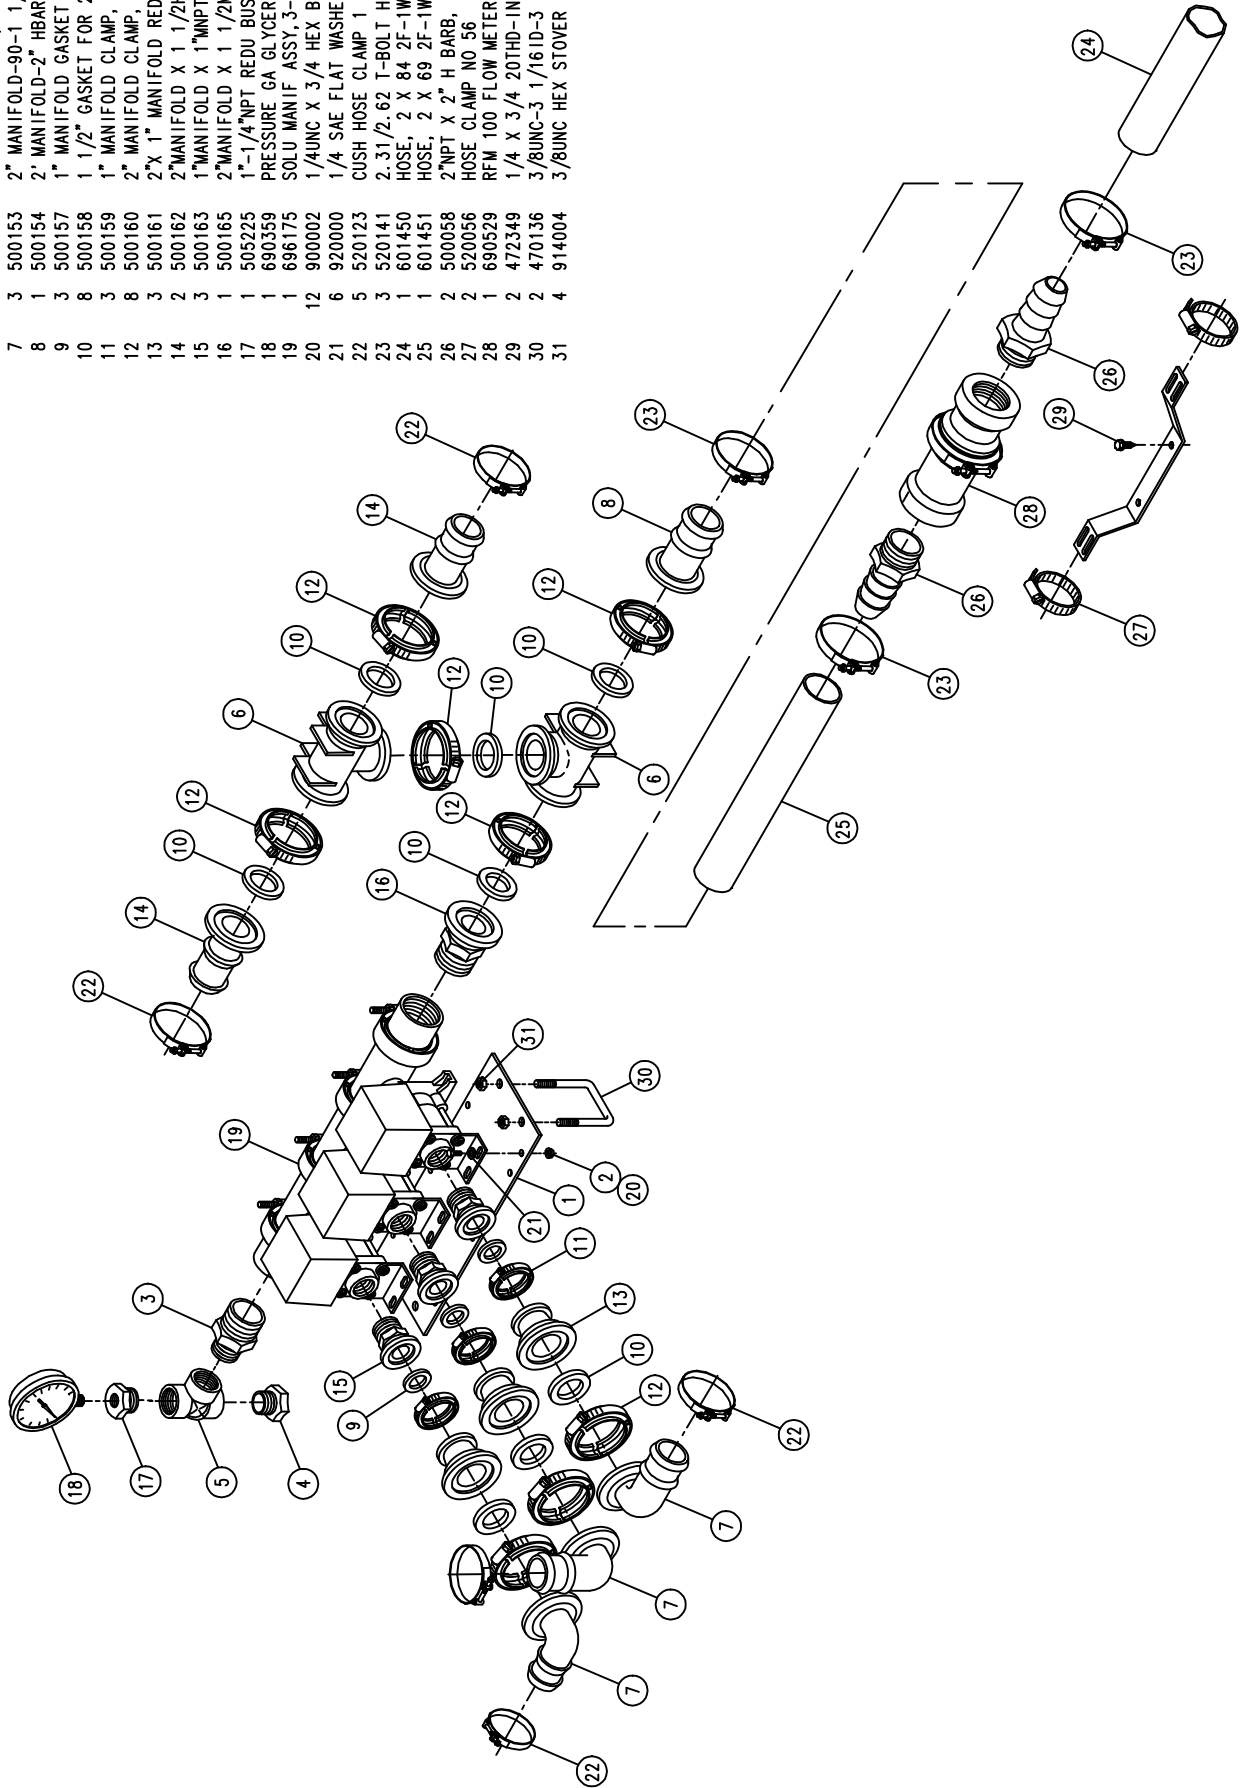 7 3 500153 2" MANIFOLD-90-1 1/
8 1 500154 2' MANIFOLD-2" HBAR
9 3 500157 1" MANIFOLD GASKET
10 8 500158 1 1/2" GASKET FOR 2
11 3 500159 1" MANIFOLD CLAMP,
12 8 500160 2" MANIFOLD CLAMP,
13 3 500161 2"X 1" MANIFOLD RED
14 2 500162 2"MANIFOLD X 1 1/2H
15 3 500163 1"MANIFOLD X 1"MNPT
16 1 500165 2"MANIFOLD X 1 1/2M
17 1 505225 1"-1/4"NPT REDU BUS
18 1 690359 PRESSURE GA GLYCER
19 1 696175 SOLU MANIF ASSY,3-
20 12 900002 1/4UNC X 3/4 HEX B
21 6 920000 1/4 SAE FLAT WASHE
22 5 520123 CUSH HOSE CLAMP 1
23 3 520141 2.31/2.62 T-BOLT H
24 1 601450 HOSE, 2 X 84 2F-1W
25 1 601451 HOSE, 2 X 69 2F-1W
26 2 500058 2"NPT X 2" H BARB,
27 2 520056 HOSE CLAMP NO 56
28 1 690529 RFM 100 FLOW METER
29 2 472349 1/4 X 3/4 20THD-IN
30 2 470136 3/8UNC-3 1/16ID-3
31 4 914004 3/8UNC HEX STOVER
18
22
14
17
3
10
12
5
19
6
10
4
12
15
9
14
16
22
10
12
12
10
31
21
10
12
1
11
22
2
8
13
20
7
10
30
23
6
12
7
7
22
25
23
26
28
29
24
26
27
23